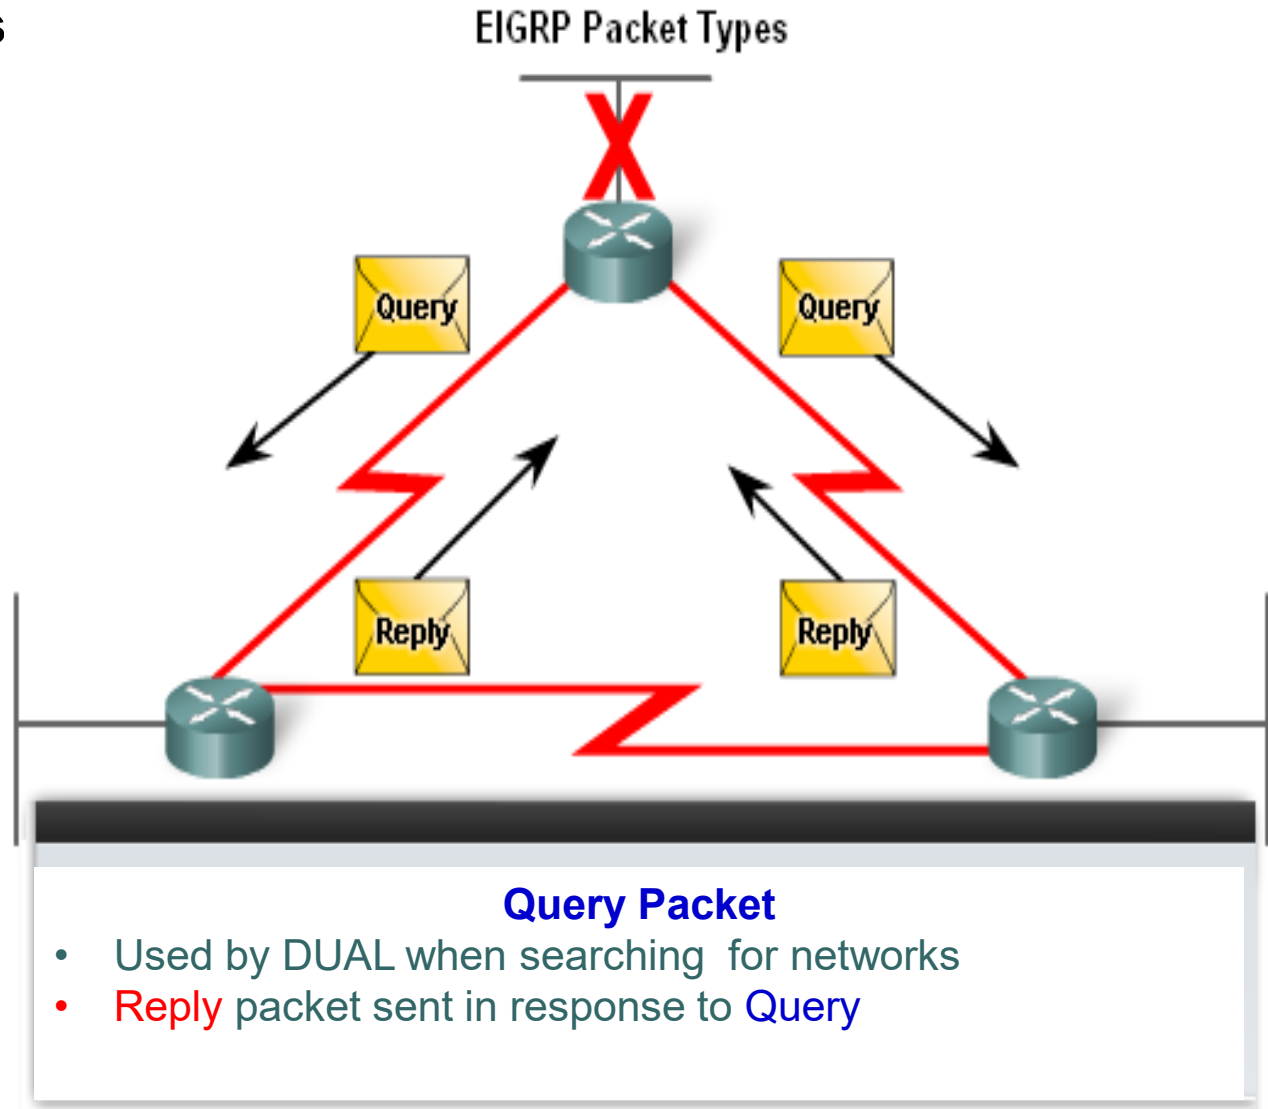 s
EIGRP Packet Types
Query
Query
Reply
Reply
Query Packet
• Used by DUAL when searching for networks
• Reply packet sent in response to Query